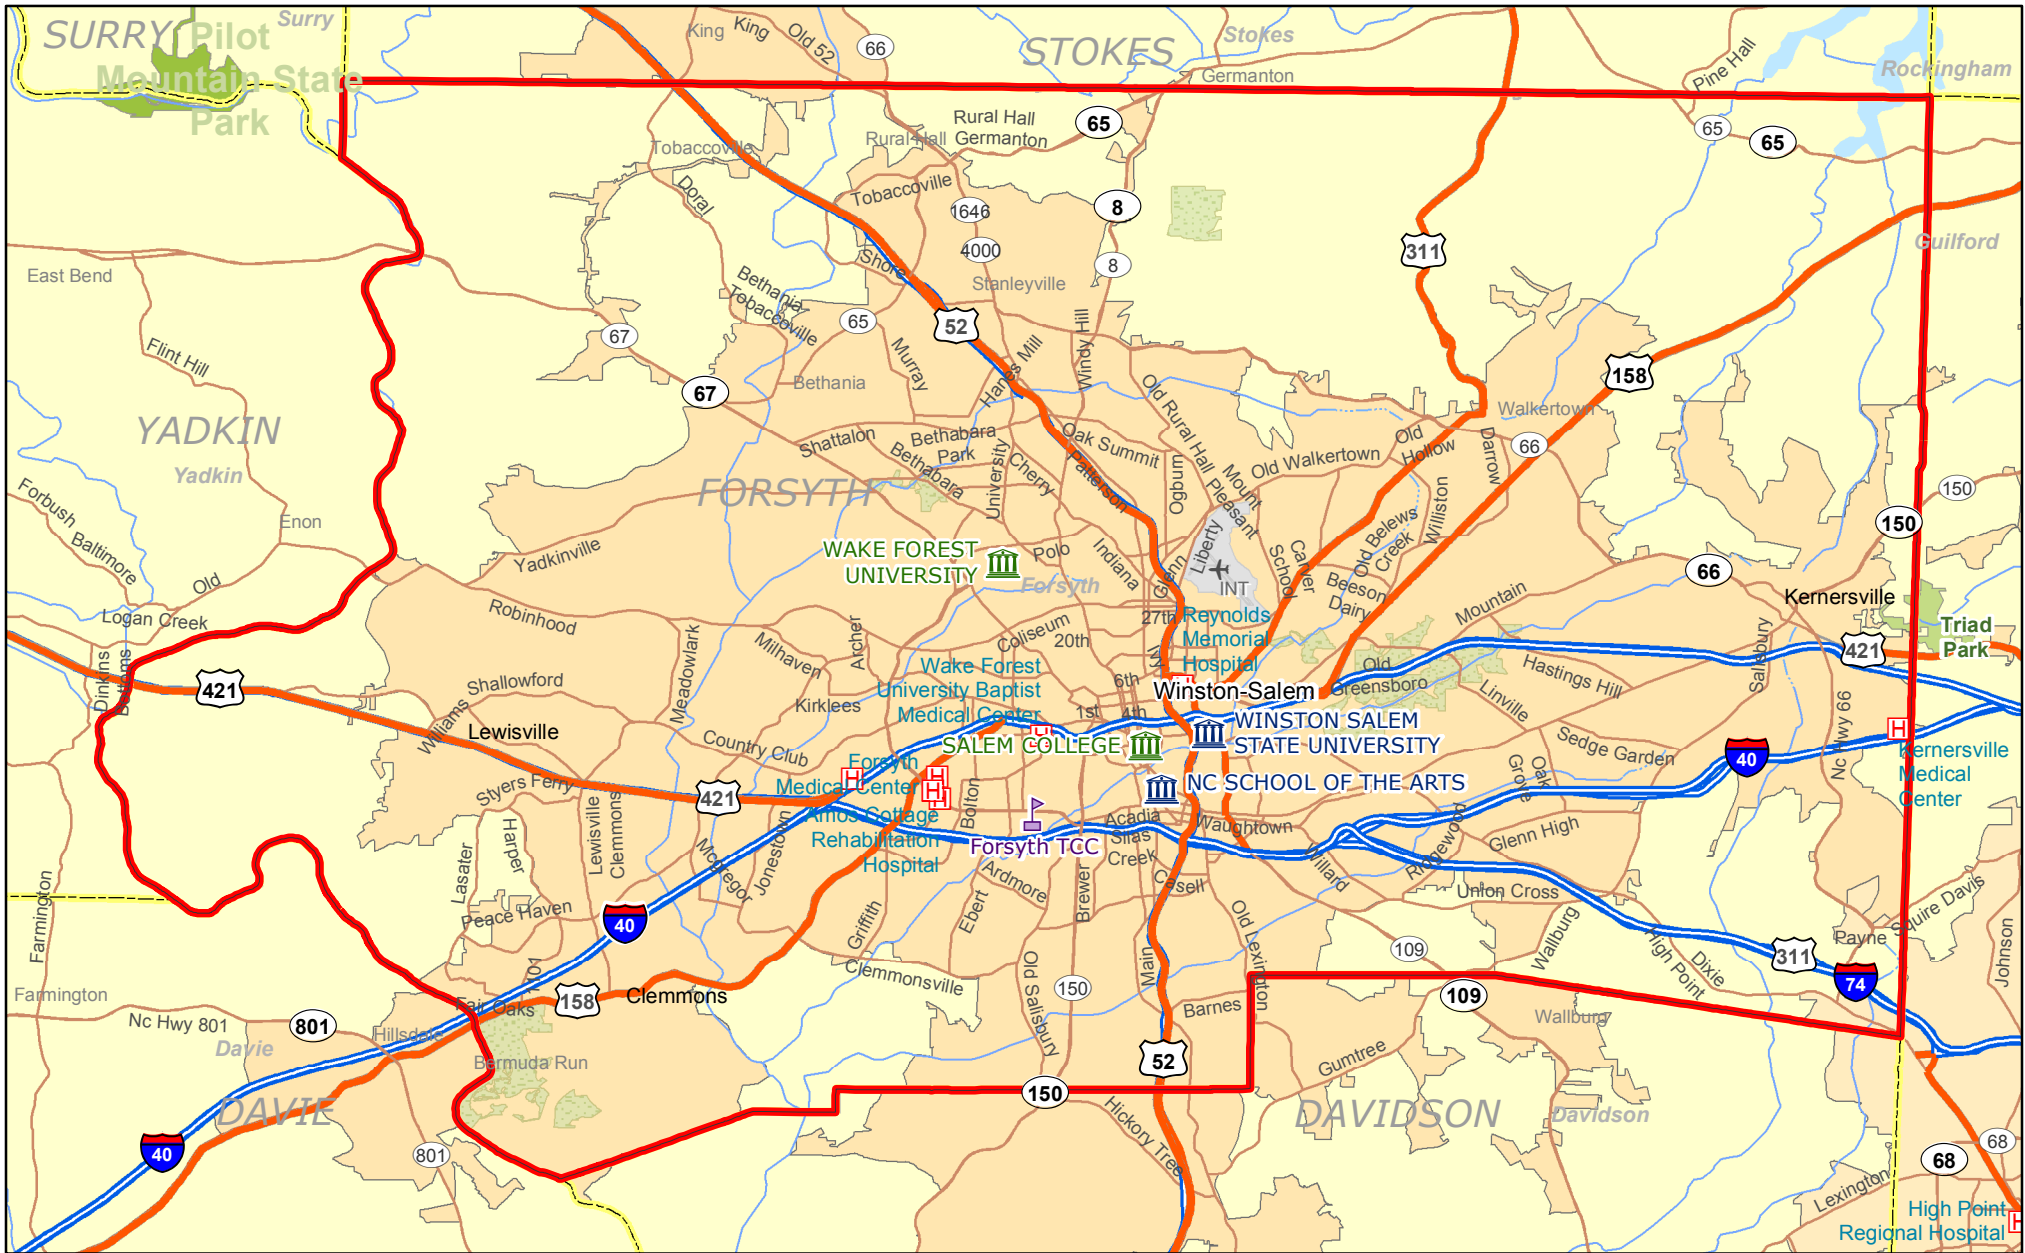 SURRY
Pilot
Mountain State
Park
Surry
King
King
Old 52
66
STOKES
Stokes
Germanton
Pine Hall
Rockingham
65
65
Tobaccoville
Rural Hall
Rural Hall
Germanton
65
Doral
Tobaccoville
1646
4000
8
8
Stanleyville
311
Guilford
East Bend
Shore
Bethania
Tobaccoville
65
52
67
67
Flint Hill
Murray
Hanes Mill
Windy Hill
Bethania
158
Walkertown
66
YADKIN
Yadkin
Shattalon
Bethabara
Park
Bethabara
University
Cherry
Oak Summit
Patterson
Old Rural Hall
Ogburn
Mount
Pleasant
Old Walkertown
Old
Hollow
Darrow
Williston
FORSYTH
150
150
Forbush
Baltimore
Enon
Old
Logan Creek
Yadkinville
WAKE FOREST
UNIVERSITY
Polo
Forsyth
Indiana
Glenn
Liberty
INT
School
Carver
Old Belews
Creek
Beeson
Dairy
Mountain
66
Kernersville
Triad
Park
Robinhood
Meadowlark
Milhaven
Archer
Coliseum
20th
27th
Reynolds
Memorial
Hospital
Ivy
Old
Greensboro
Hastings Hill
Linville
Salisbury
421
Dinkins
Bottoms
421
Shallowford
Williams
Lewisville
Kirklees
Wake Forest
University Baptist
Medical Center
6th
1st
4th
Winston-Salem
Country Club
SALEM COLLEGE
WINSTON SALEM
STATE UNIVERSITY
Sedge Garden
Nc Hwy 66
40
H
Kernersville
Medical
Center
Styers Ferry
421
H
Forsyth
Medical Center
H
H
H
H
NC SCHOOL OF THE ARTS
Oak
Grove
Amos Cottage
Rehabilitation
Hospital
Bolton
Forsyth TCC
Acadia
Silas
Creek
Waughtown
Glenn High
Ridgewood
Lasater
Harper
Lewisville
Clemmons
Mcgregor
Jonestown
Ardmore
Brewer
Casell
Willard
Union Cross
Squire Davis
Farmington
Peace Haven
40
Griffith
Ebert
Old Lexington
109
Wallburg
High Point
Dixie
Payne
311
74
Johnson
Clemmonsville
Old Salisbury
150
Main
Barnes
109
Wallburg
Farmington
Nc Hwy 801
801
Davie
Hillsdale
Fair Oaks
1101
158
Clemmons
Bermuda Run
52
Gumtree
DAVIE
150
Hickory Tree
DAVIDSON
Davidson
40
801
68
68
Lexington
High Point
Regional Hospital
H